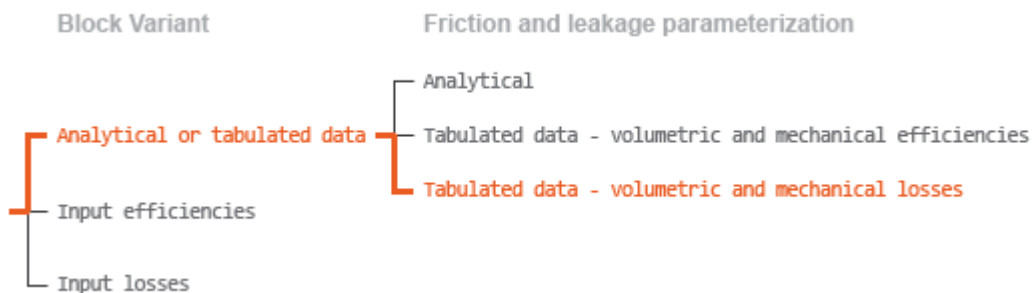 Block Variant
Friction and leakage parameterization
Analytical
Analytical or tabulated data
Tabulated data - volumetric and mechanical efficiencies
Tabulated data - volumetric and mechanical losses
Input efficiencies
Input losses